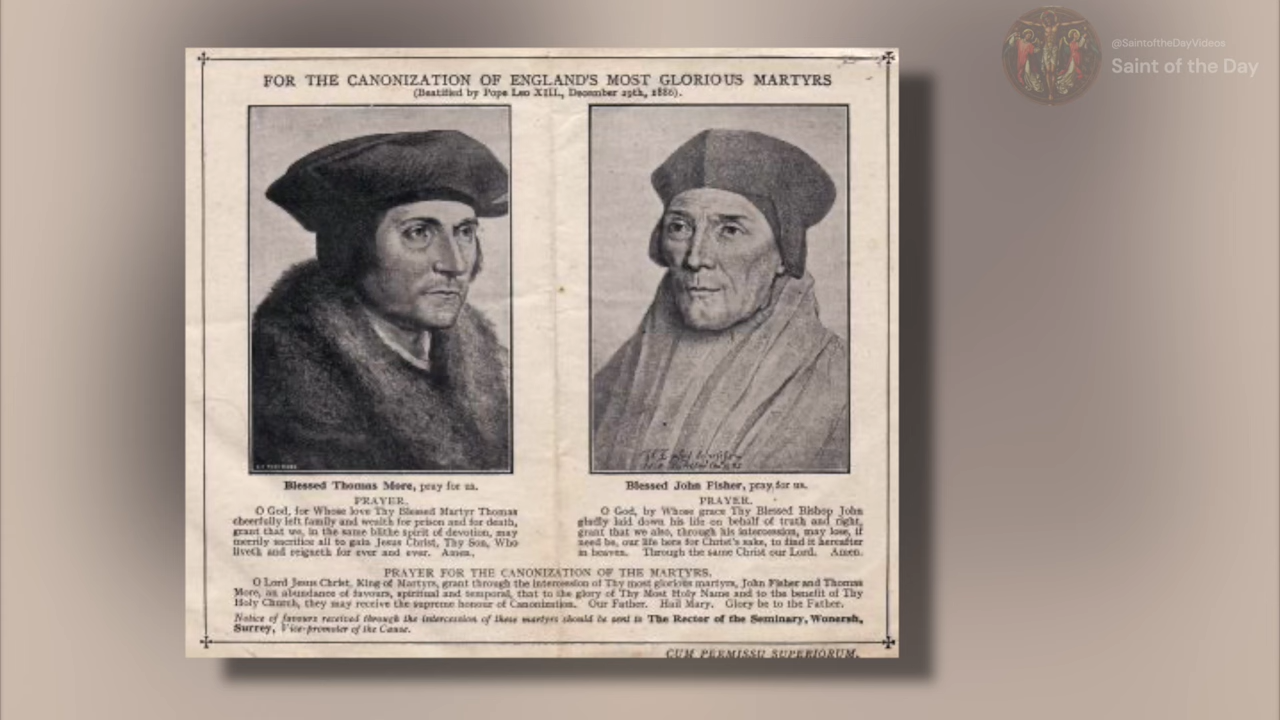 @SaintoftheDayVideos
Saint of the Day
FOR THE CANONIZATION OF ENGLAND'S MOST GLORIOUS MARTYRS
(Beatified by Pope Leo XIII., December 29th, 1886).
Blessed Thomas More, pray for us.
PRAYER.
O God, for Whose love Thy Blessed Martyr Thomas
cheerfully left family and wealth for prison and for death,
grant that we, in the same blithe spirit of devotion, may
merrily sacrifice all to gain Jesus Christ, Thy Son, Who
liveth and reigneth for ever and ever. Amen.
Blessed John Fisher, pray for us.
PRAYER.
O God, by Whose grace Thy Blessed Bishop John
gladly laid down his life on behalf of truth and right,
grant that we also, through his intercession, may lose, if
need be, our life here for Christ's sake, to find it hereafter
in heaven. Through the same Christ our Lord. Amen.
PRAYER FOR THE CANONIZATION OF THE MARTYRS.
O Lord Jesus Christ, King of Martyrs, grant through the intercession of Thy most glorious martyrs, John Fisher and Thomas
More, an abundance of favours, spiritual and temporal, that to the glory of Thy Most Holy Name and to the benefit of Thy
Holy Church, they may receive the supreme honour of Canonization. Our Father. Hail Mary. Glory be to the Father.
Notice of favours received through the intercession of these martyrs should be sent to The Rector of the Seminary, Wonersh,
Surrey, Vice-promoter of the Cause.
CUM PERMISSU SUPERIORUM.